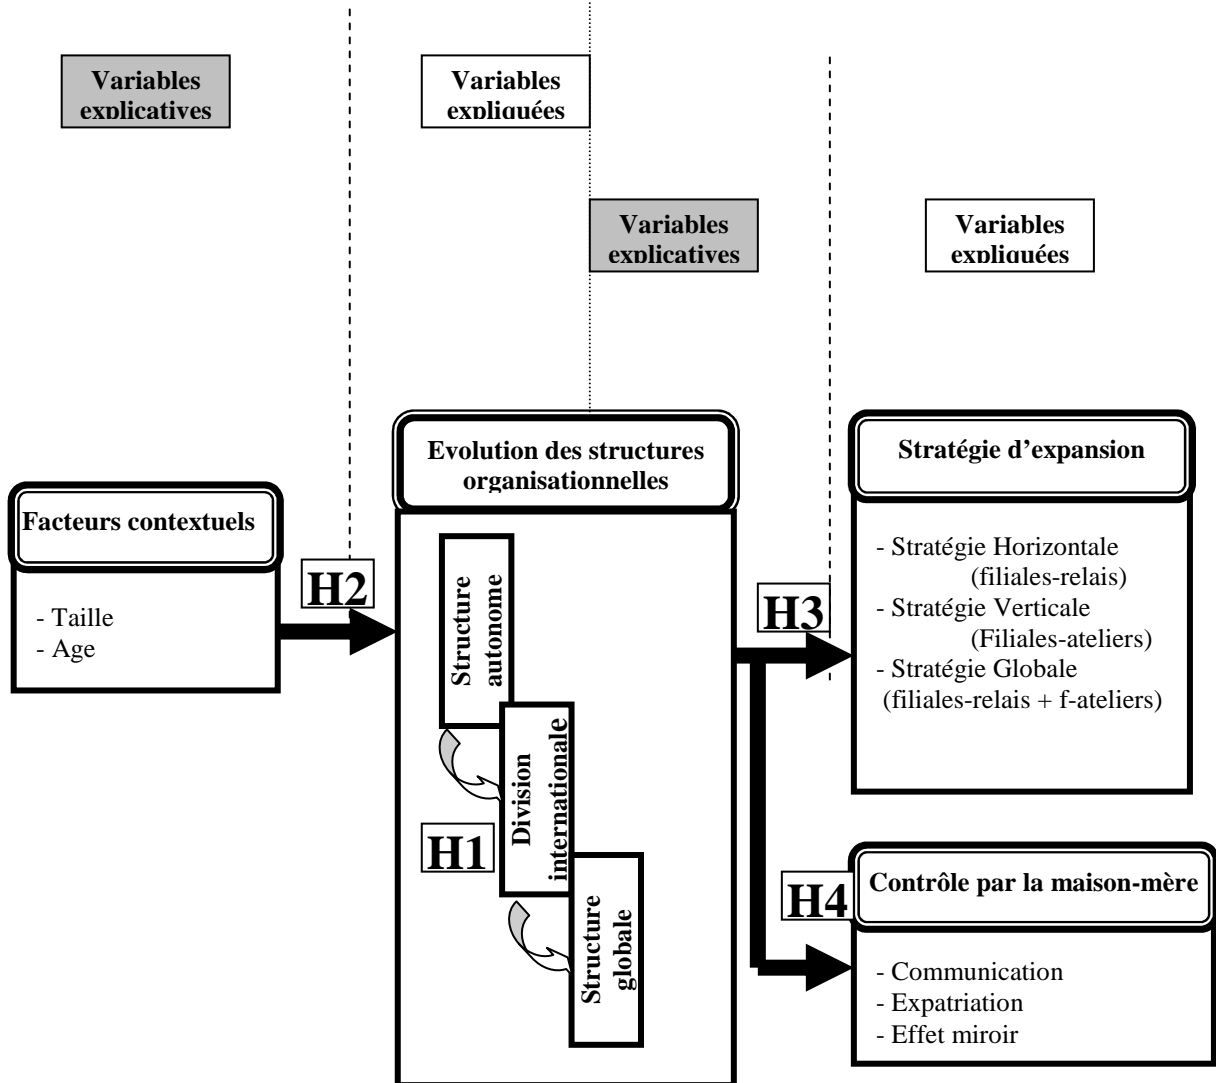 Variables
explicatives
Variables
expliquées
Variables
explicatives
Variables
expliquées
Facteurs contextuels
- Taille
- Age
H2
Evolution des structures
organisationnelles
Structure
autonome
Division
internationale
Structure
globale
H1
H3
Stratégie d’expansion
- Stratégie Horizontale
(filiales-relais)
- Stratégie Verticale
(Filiales-ateliers)
- Stratégie Globale
(filiales-relais + f-ateliers)
H4
Contrôle par la maison-mère
- Communication
- Expatriation
- Effet miroir